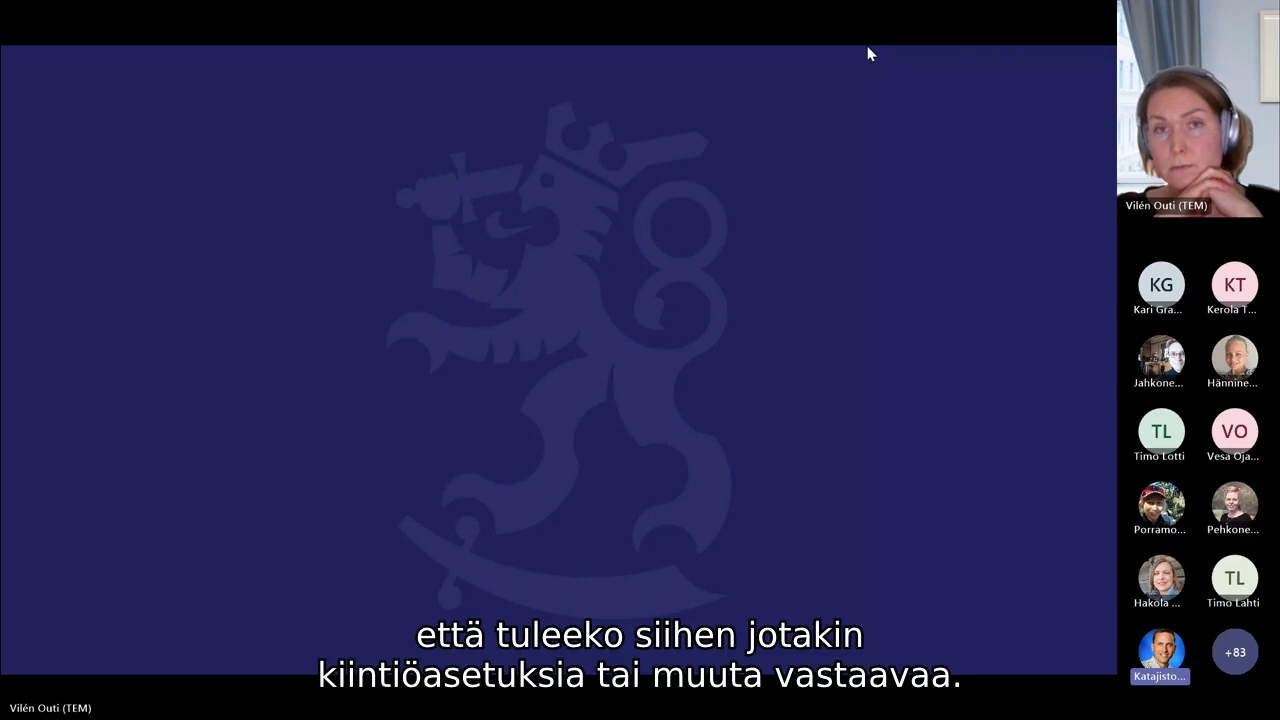 Vilén Outi (TEM)
KG
KT
Kari Gra...
Kerola T...
Jahkone...
Hännine...
TL
VO
Timo Lotti
Vesa Oja...
Porramo...
Pehkone...
TL
Hakola ...
Timo Lahti
+83
Katajisto...
että tuleeko siihen jotakin
kiintiöasetuksia tai muuta vastaavaa.
Vilén Outi (TEM)